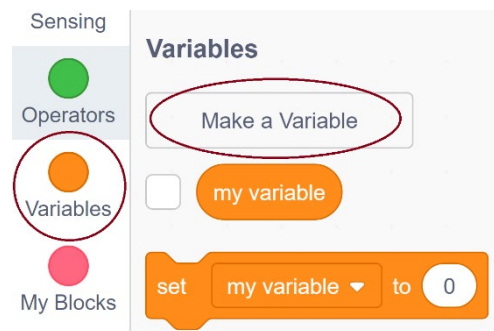 Sensing
Operators
Variables
My Blocks
Variables
Make a Variable
my variable
set my variable to 0